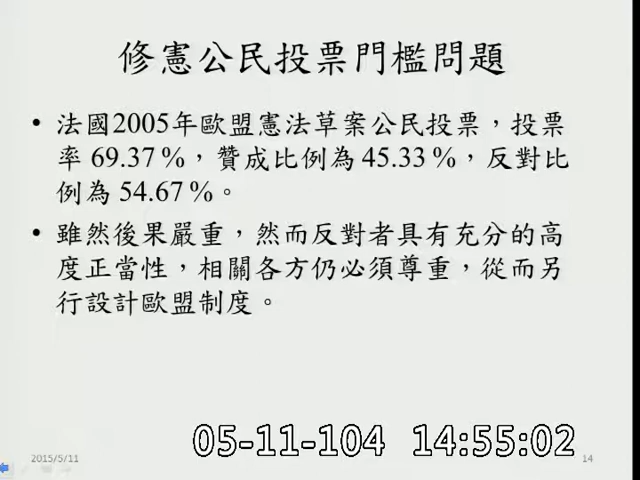 修憲公民投票門檻問題
• 法國2005年歐盟憲法草案公民投票，投票
率 69.37％，贊成比例為 45.33％，反對比
例為 54.67％。
• 雖然後果嚴重，然而反對者具有充分的高
度正當性，相關各方仍必須尊重，從而另
行設計歐盟制度。
05-11-104 14:55:02
2015/5/11
14